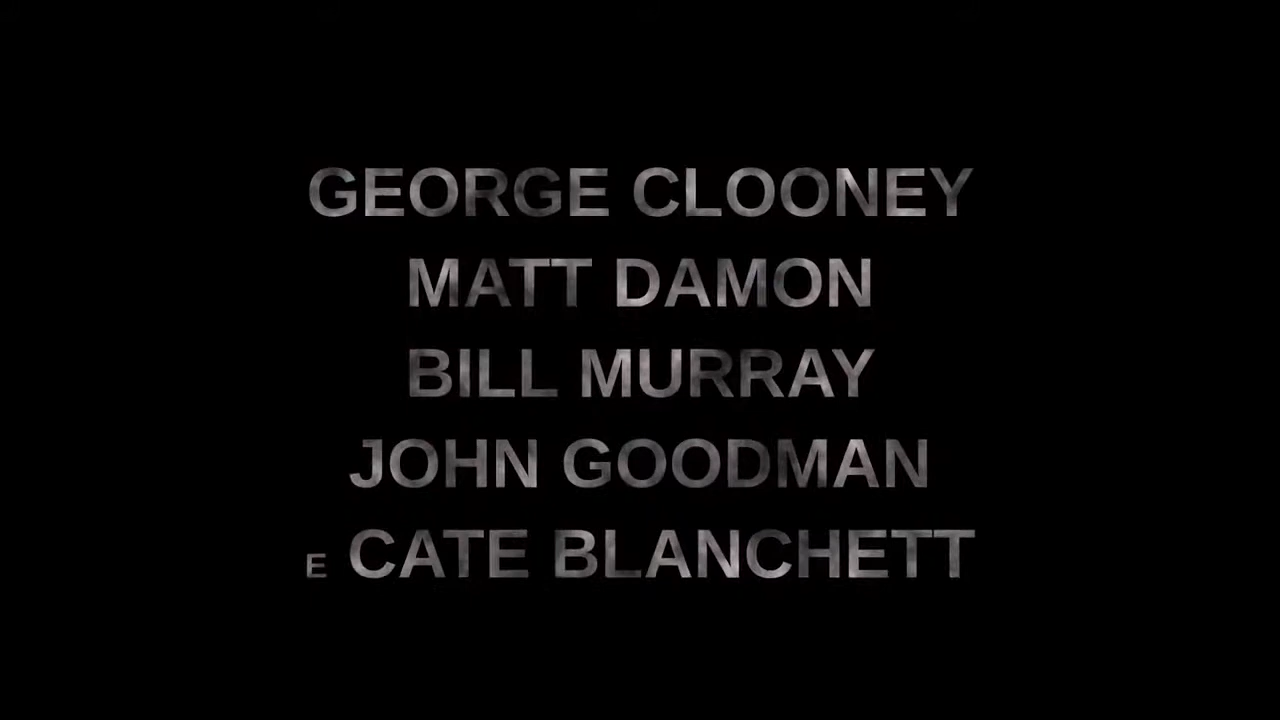 GEORGE CLOONEY
MATT DAMON
BILL MURRAY
JOHN GOODMAN
E CATE BLANCHETT